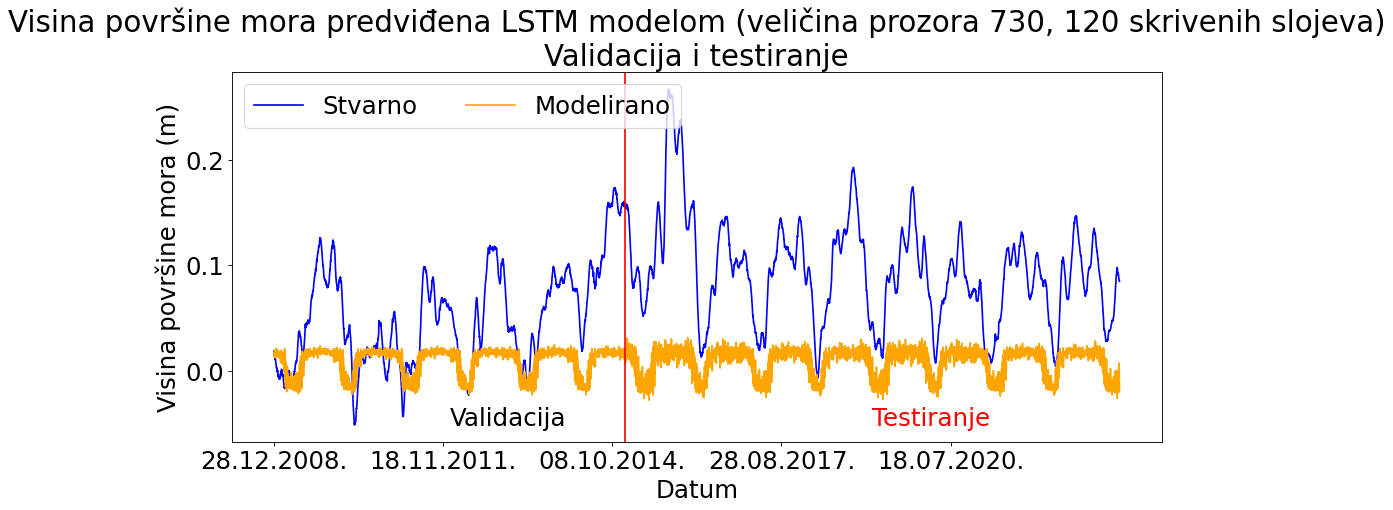 Visina površine mora predviđena LSTM modelom (veličina prozora 730, 120 skrivenih slojeva)
Validacija i testiranje
Stvarno Modelirano
Visina površine mora (m)
0.2
0.1
0.0
Validacija Testiranje
28.12.2008. 18.11.2011. 08.10.2014. 28.08.2017. 18.07.2020.
Datum